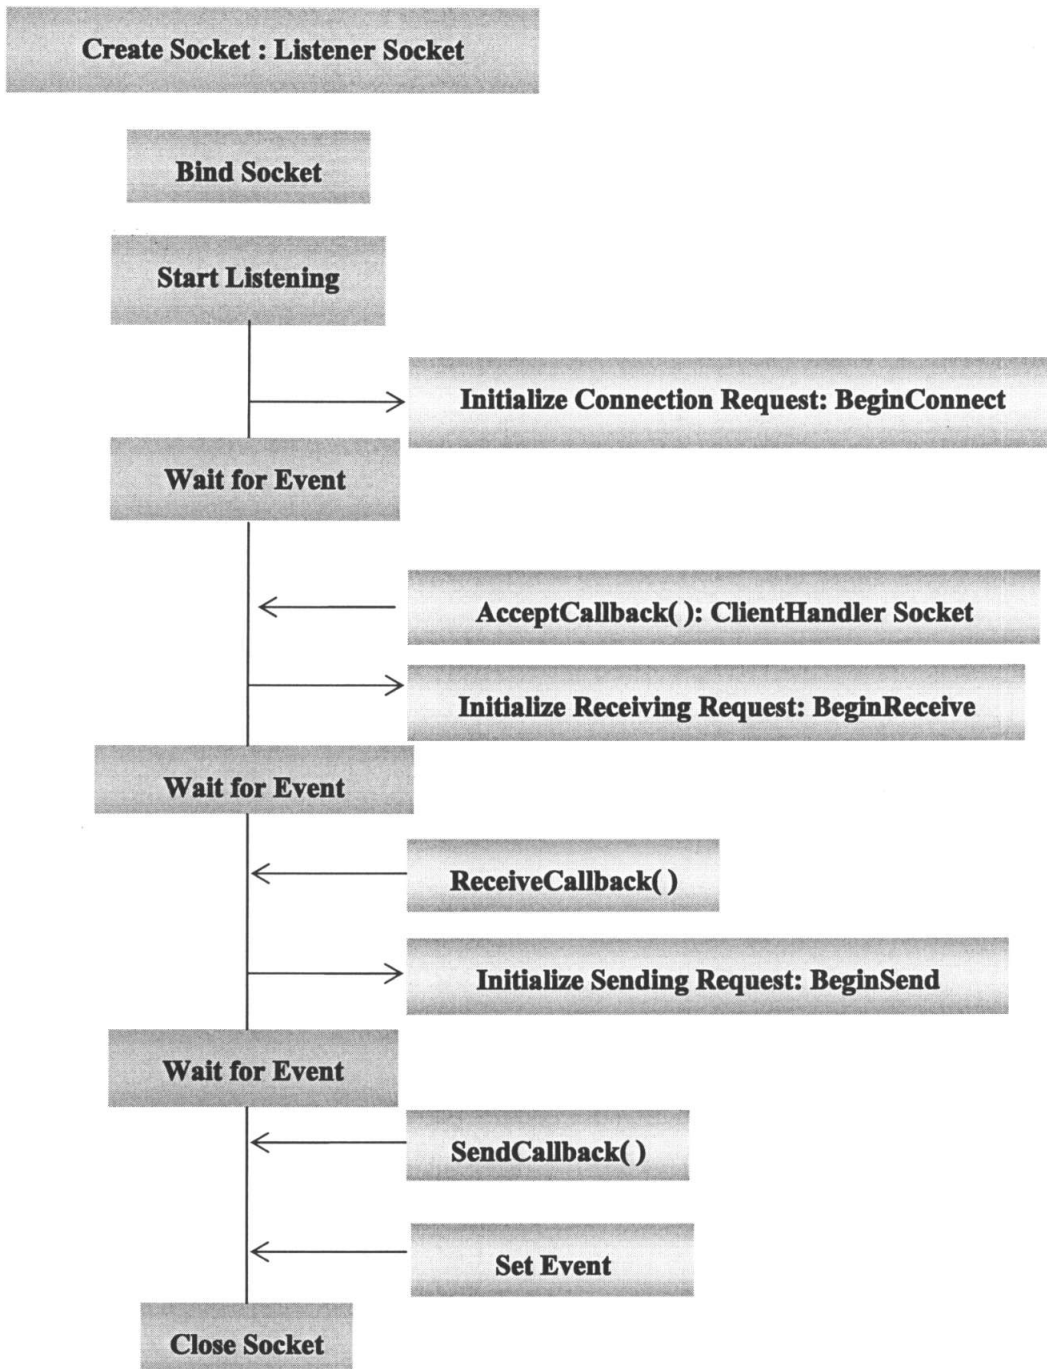 Create Socket : Listener Socket
Bind Socket
Start Listening
Initialize Connection Request: BeginConnect
Wait for Event
AcceptCallback( ): ClientHandler Socket
Initialize Receiving Request: BeginReceive
Wait for Event
ReceiveCallback( )
Initialize Sending Request: BeginSend
Wait for Event
SendCallback( )
Set Event
Close Socket